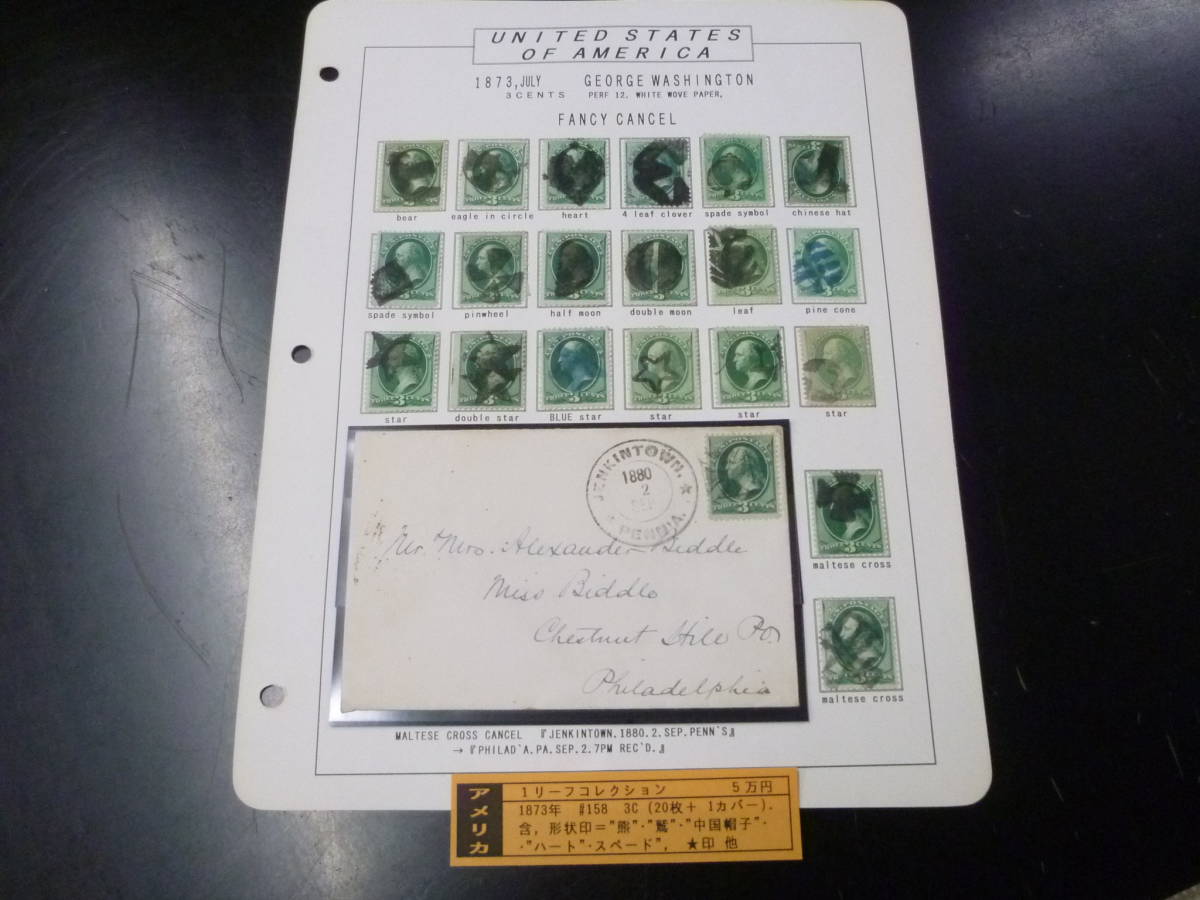 UNITED STATES
OF AMERICA
1873,JULY GEORGE WASHINGTON
3CENTS PERF 12. WHITE WOVE PAPER,
FANCY CANCEL
bear eagle in circle heart 4 leaf clover spade symbol chinese hat
spade symbol pinwheel half moon double moon leaf pine cone
star double star BLUE star star star star
JENKINTOWN.
1880
2
SEP
PENN'A.
Mr. Mrs. Alexander Biddle
Miss Biddle
Chestnut Hill Po.
Philadelphia
maltese cross
maltese cross
MALTESE CROSS CANCEL 『JENKINTOWN.1880.2.SEP.PENN'S』
→『PHILAD'A.PA.SEP.2.7PM REC'D.』
アメリカ
1リーフコレクション 5万円
1873年 #158 3C (20枚+ 1カバー).
含, 形状印="熊"・"鷲"・"中国帽子"・
・"ハート"・スペード", ★印 他